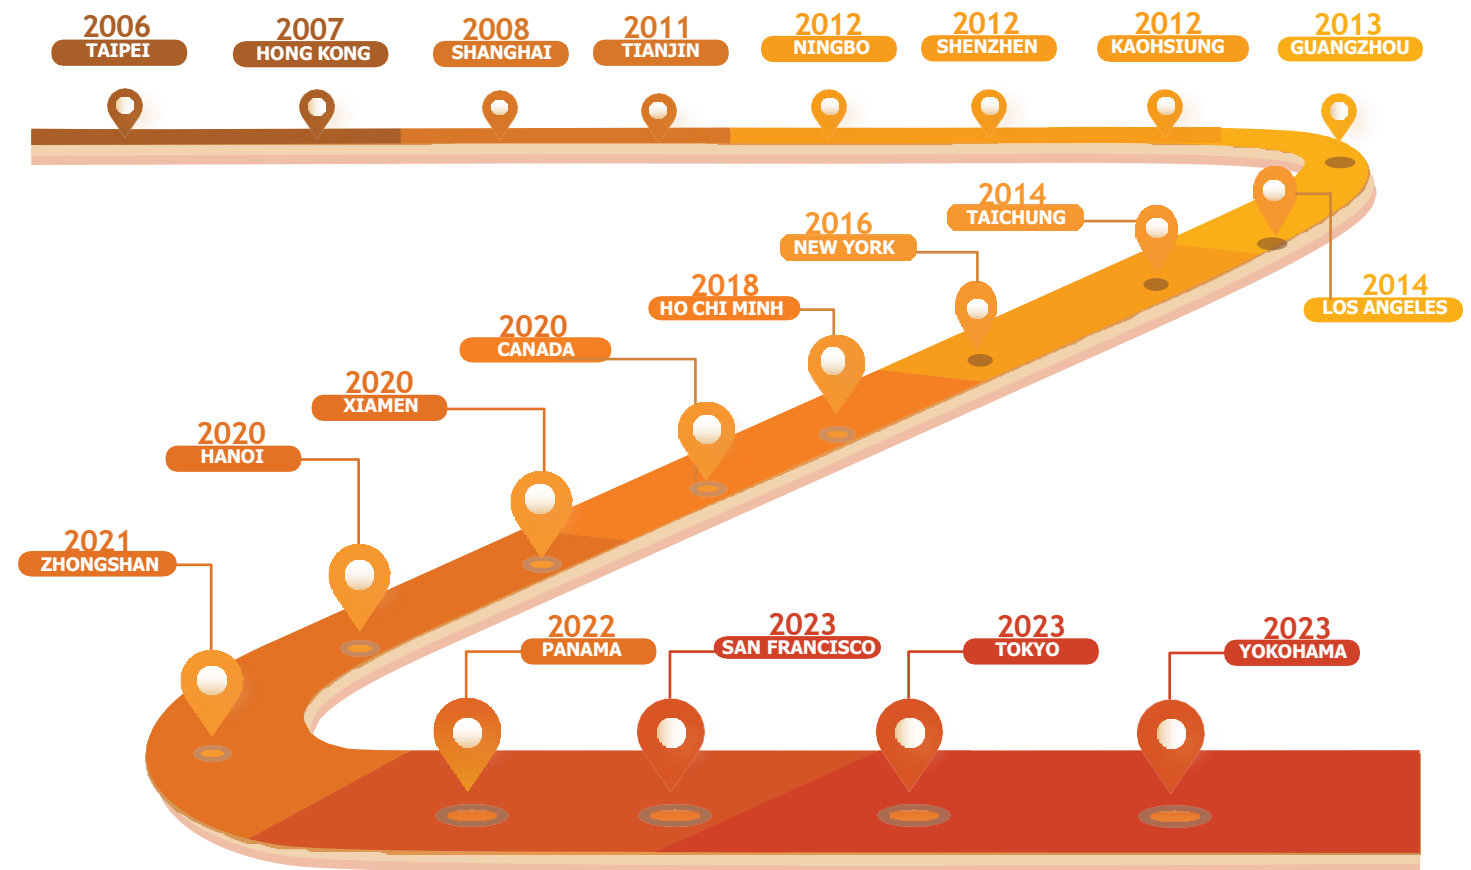 2006
TAIPEI
2007
HONG KONG
2008
SHANGHAI
2011
TIANJIN
2012
NINGBO
2012
SHENZHEN
2012
KAOHSIUNG
2013
GUANGZHOU
2014
LOS ANGELES
2014
TAICHUNG
2016
NEW YORK
2018
HO CHI MINH
2020
CANADA
2020
XIAMEN
2020
HANOI
2021
ZHONGSHAN
2022
PANAMA
2023
SAN FRANCISCO
2023
TOKYO
2023
YOKOHAMA